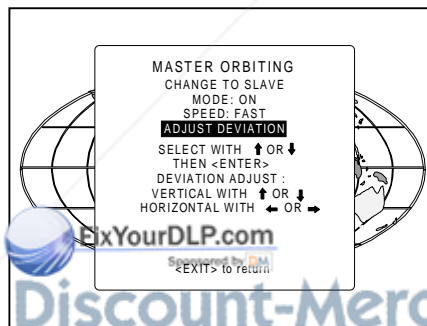 MASTER ORBITING
CHANGE TO SLAVE
MODE: ON
SPEED: FAST
ADJUST DEVIATION
SELECT WITH ⬆ OR ⬇
THEN <ENTER>
DEVIATION ADJUST :
VERTICAL WITH ⬆ OR ⬇
HORIZONTAL WITH ⬅ OR ➡
FixYourDLP.com
Sponsored by DM
<EXIT> to return
Discount-Merc